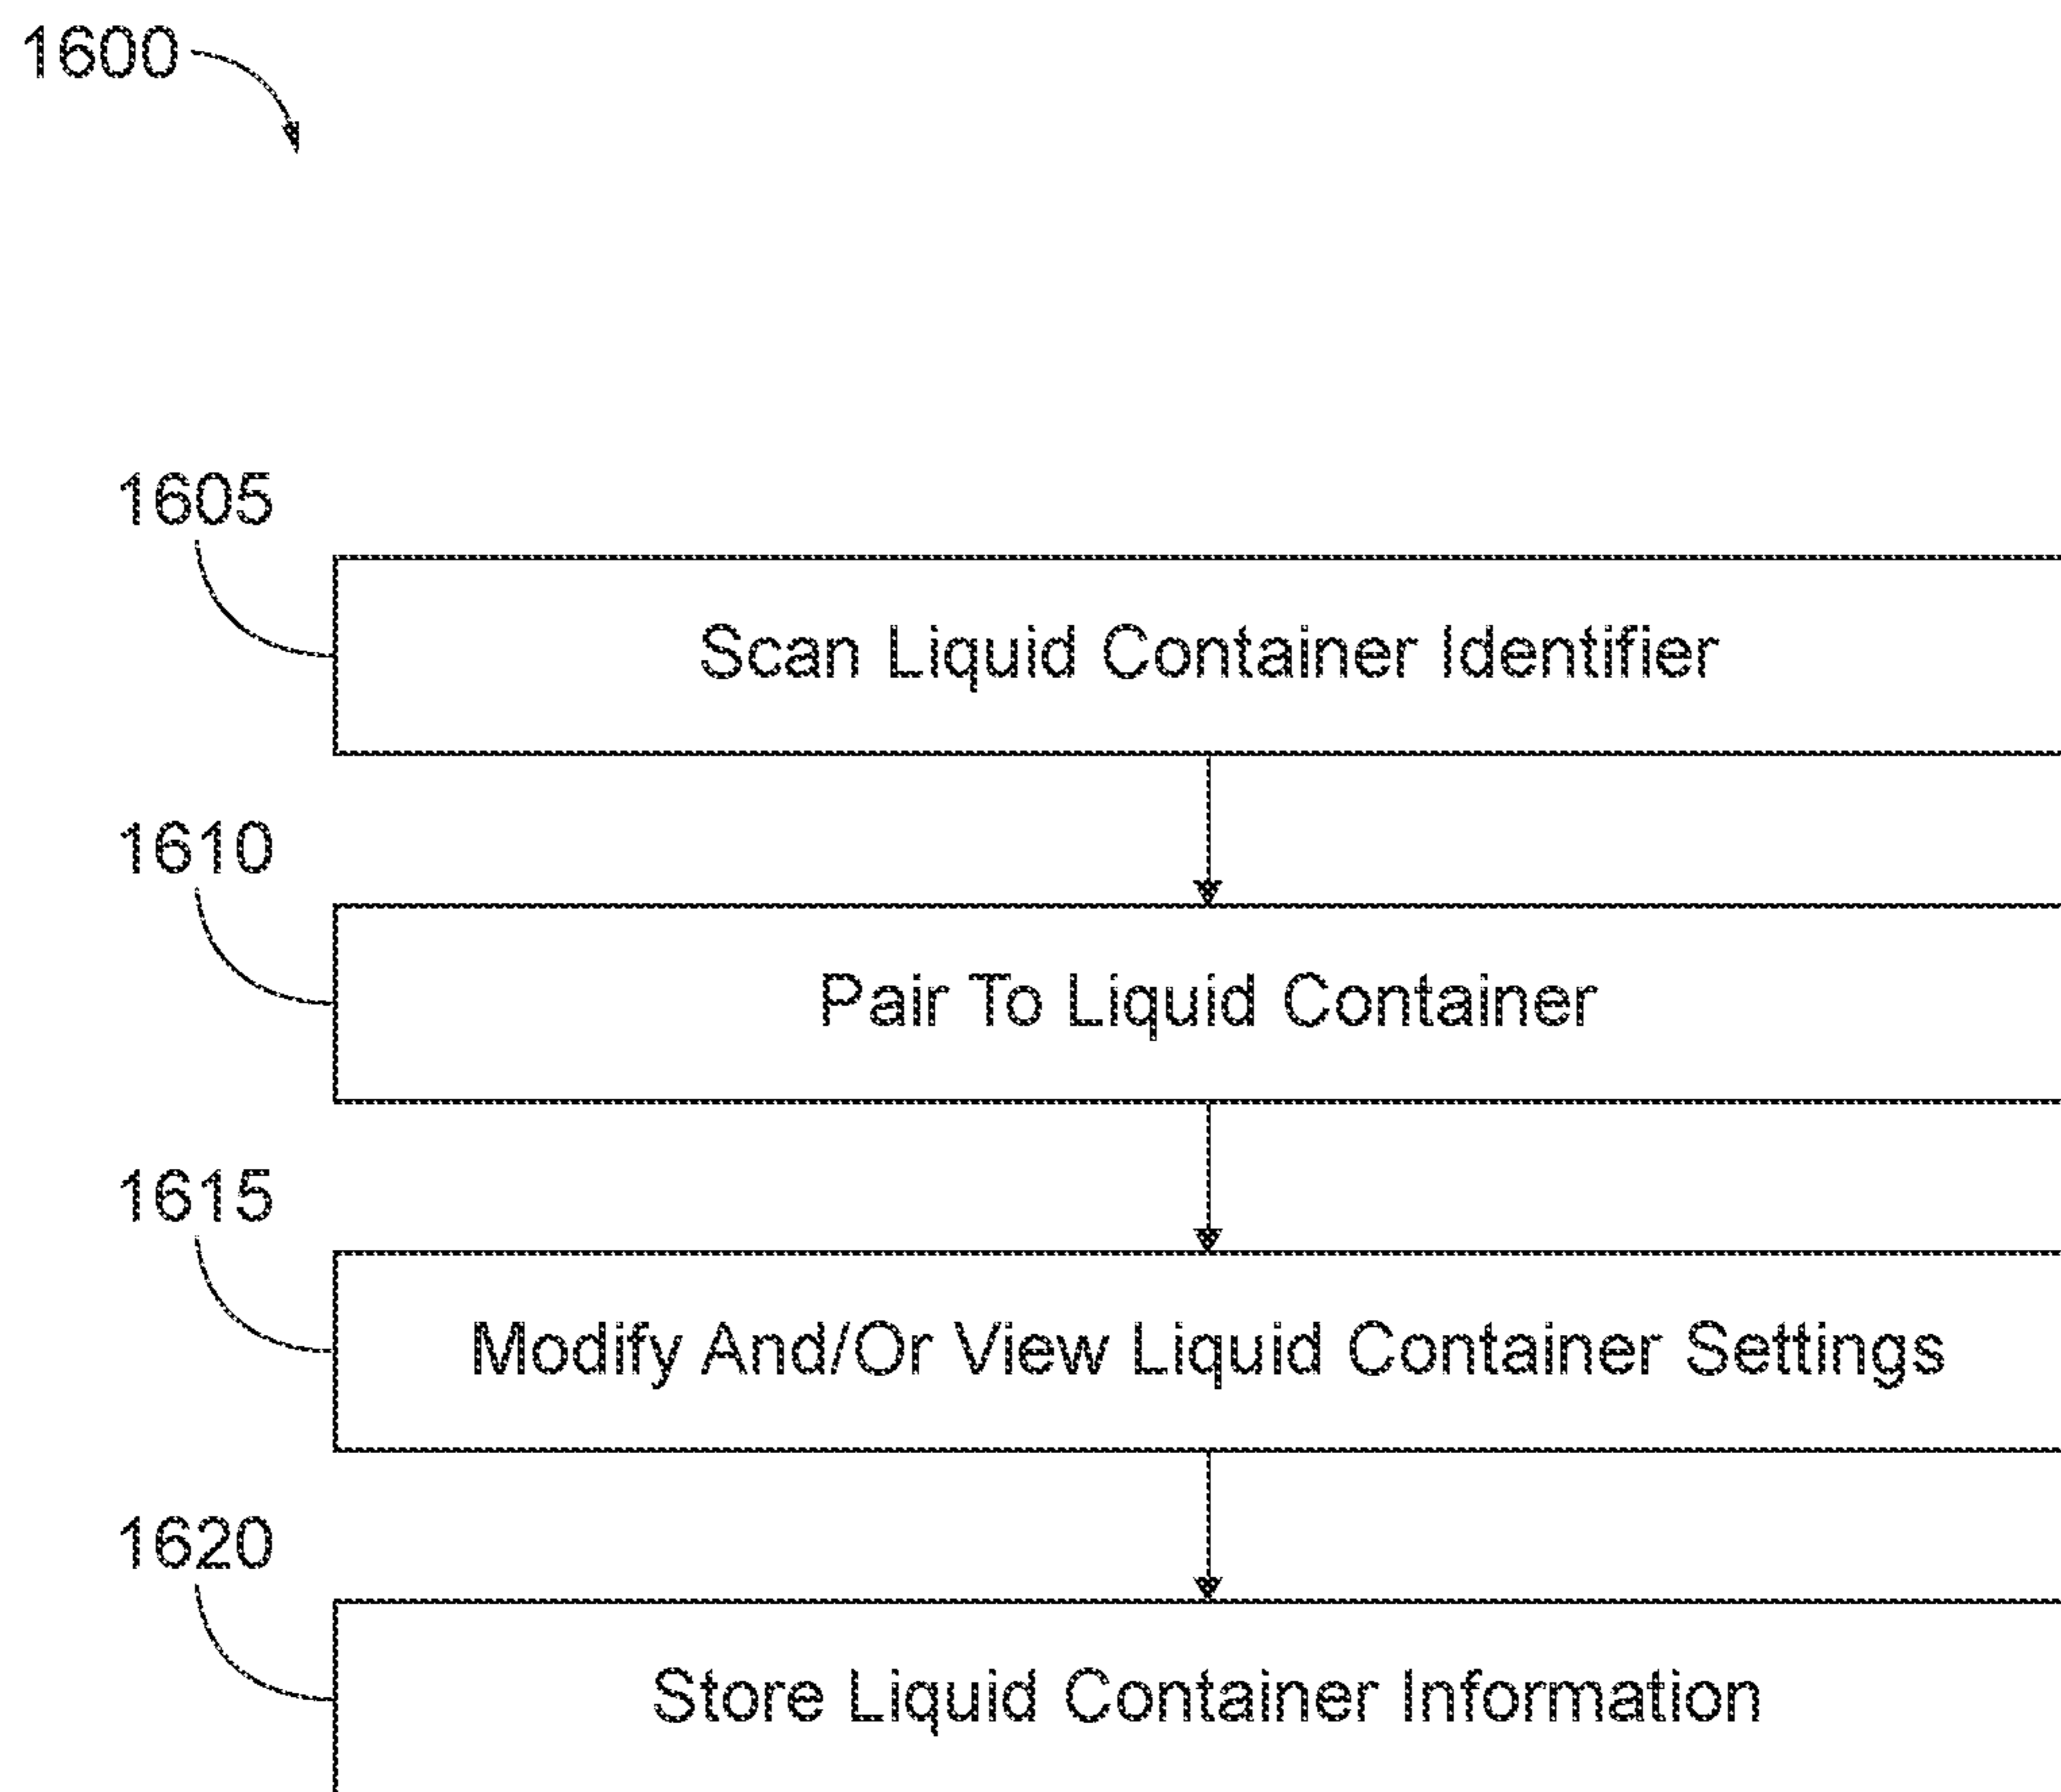 1600
1605
Scan Liquid Container Identifier
1610
Pair To Liquid Container
1615
Modify And/Or View Liquid Container Settings
1620
Store Liquid Container Information